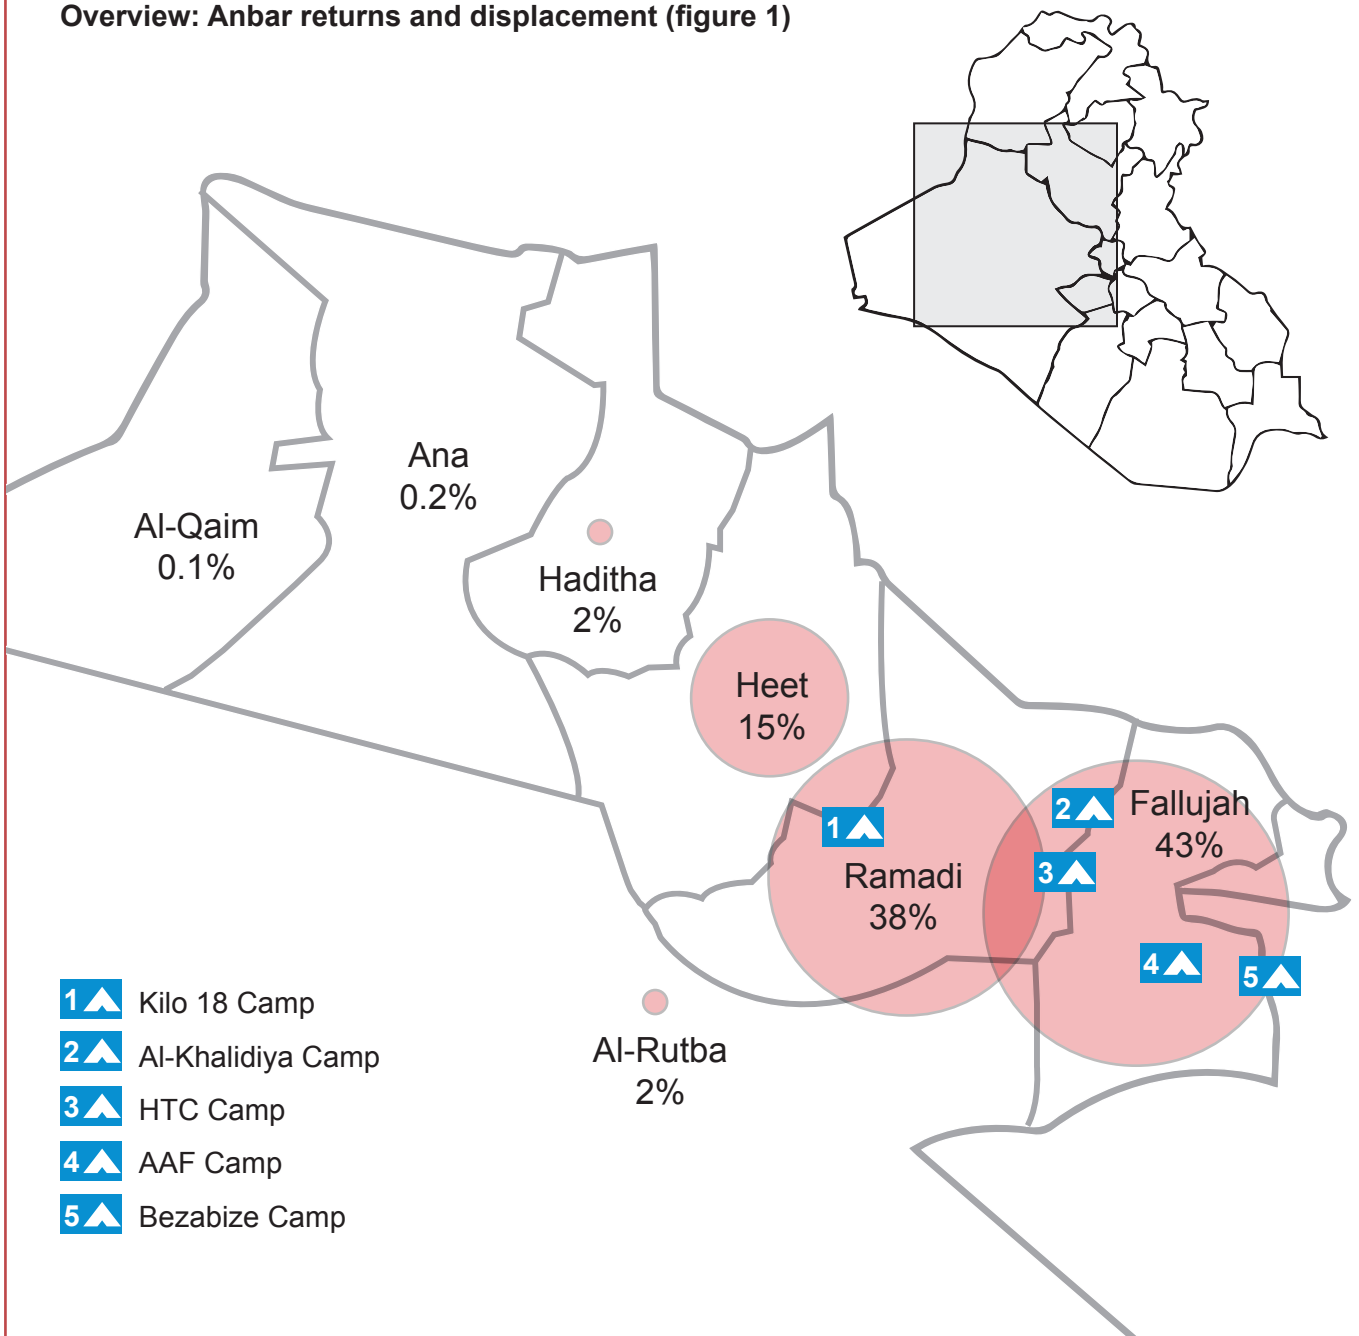 Overview: Anbar returns and displacement (figure 1)
Ana
0.2%
Al-Qaim
0.1%
Haditha
2%
Heet
15%
Ramadi
38%
Fallujah
43%
Al-Rutba
2%
1
2
3
4
5
1 Kilo 18 Camp
2 Al-Khalidiya Camp
3 HTC Camp
4 AAF Camp
5 Bezabize Camp